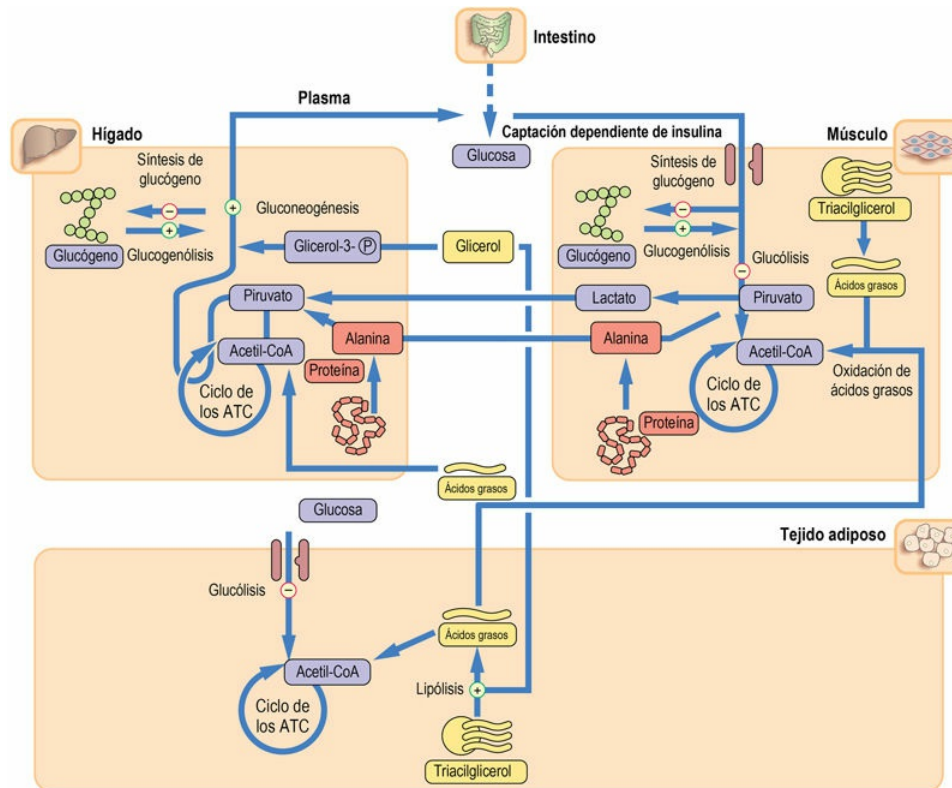 Intestino
Plasma
Glucosa
Captación dependiente de insulina
Hígado
Síntesis de
glucógeno
−
+
Gluconeogénesis
+
Glucógeno
Glucogenólisis
Glicerol-3- P
Glicerol
Piruvato
Lactato
Acetil-CoA
Alanina
Proteína
Ciclo de
los ATC
Ácidos grasos
Músculo
Síntesis de
glucógeno
−
+
Glucógeno
Glucogenólisis
Glucólisis
−
Triacilglicerol
Ácidos grasos
Piruvato
Alanina
Acetil-CoA
Oxidación de
ácidos grasos
Ciclo de
los ATC
Proteína
Glucosa
Tejido adiposo
Glucólisis
−
Ácidos grasos
Acetil-CoA
Lipólisis
+
Ciclo de
los ATC
Triacilglicerol